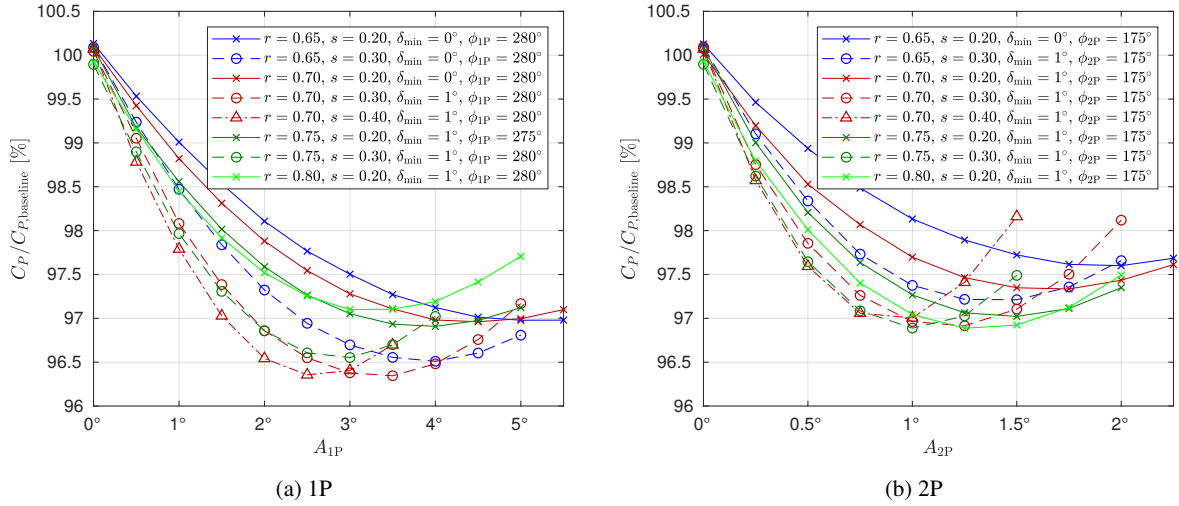 100.5
100
99.5
99
98.5
98
97.5
97
96.5
96
C_P/C_{P,baseline} [%]
r = 0.65, s = 0.20, δ_min = 0°, ϕ_1P = 280°
r = 0.65, s = 0.30, δ_min = 0°, ϕ_1P = 280°
r = 0.70, s = 0.20, δ_min = 0°, ϕ_1P = 280°
r = 0.70, s = 0.30, δ_min = 1°, ϕ_1P = 280°
r = 0.70, s = 0.40, δ_min = 1°, ϕ_1P = 280°
r = 0.75, s = 0.20, δ_min = 1°, ϕ_1P = 275°
r = 0.75, s = 0.30, δ_min = 1°, ϕ_1P = 280°
r = 0.80, s = 0.20, δ_min = 1°, ϕ_1P = 280°
0° 1° 2° 3° 4° 5°
A_1P
(a) 1P
100.5
100
99.5
99
98.5
98
97.5
97
96.5
96
C_P/C_{P,baseline} [%]
r = 0.65, s = 0.20, δ_min = 0°, ϕ_2P = 175°
r = 0.65, s = 0.30, δ_min = 1°, ϕ_2P = 175°
r = 0.70, s = 0.20, δ_min = 1°, ϕ_2P = 175°
r = 0.70, s = 0.30, δ_min = 1°, ϕ_2P = 175°
r = 0.70, s = 0.40, δ_min = 1°, ϕ_2P = 175°
r = 0.75, s = 0.20, δ_min = 1°, ϕ_2P = 175°
r = 0.75, s = 0.30, δ_min = 1°, ϕ_2P = 175°
r = 0.80, s = 0.20, δ_min = 1°, ϕ_2P = 175°
0° 0.5° 1° 1.5° 2°
A_2P
(b) 2P